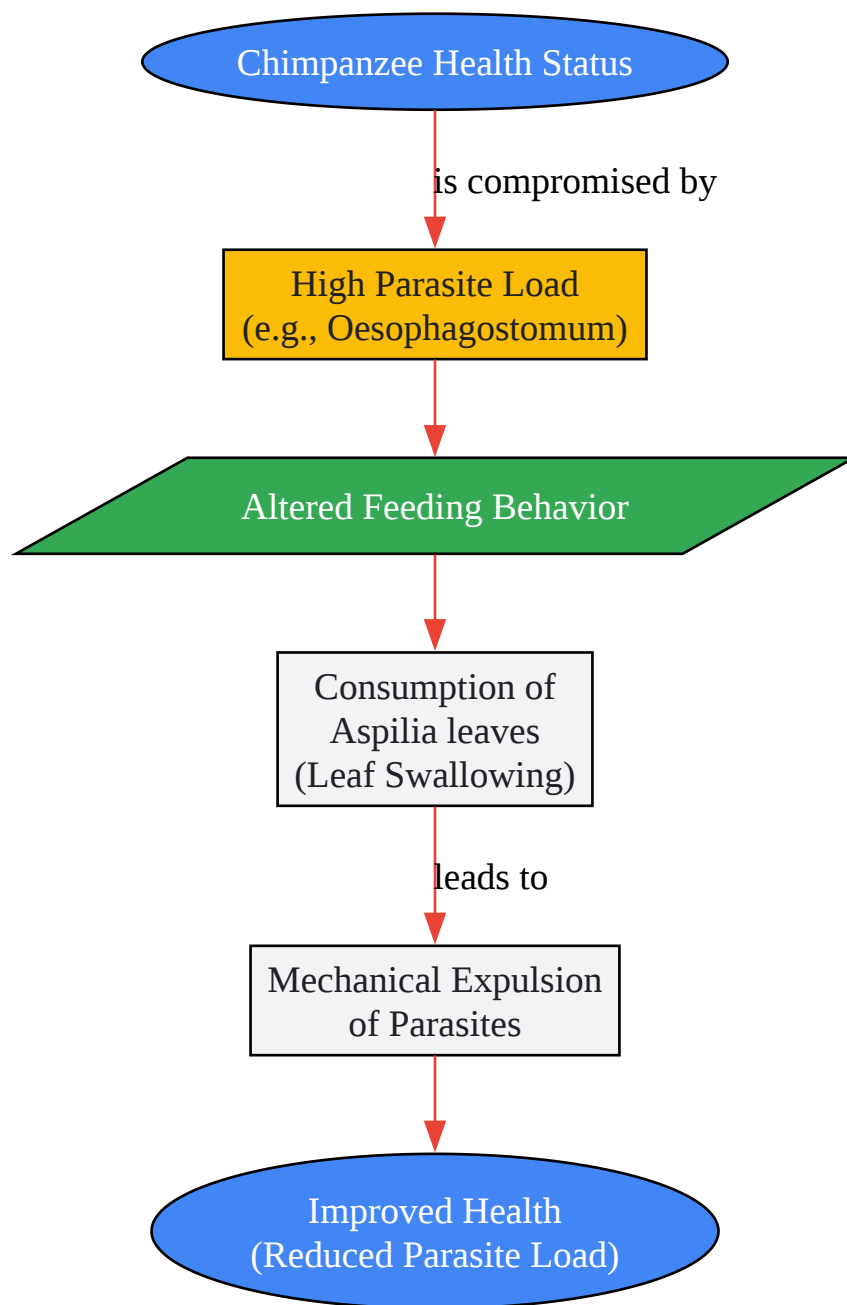 Chimpanzee Health Status
is compromised by
High Parasite Load
(e.g., Oesophagostomum)
Altered Feeding Behavior
Consumption of
Aspilia leaves
(Leaf Swallowing)
leads to
Mechanical Expulsion
of Parasites
Improved Health
(Reduced Parasite Load)